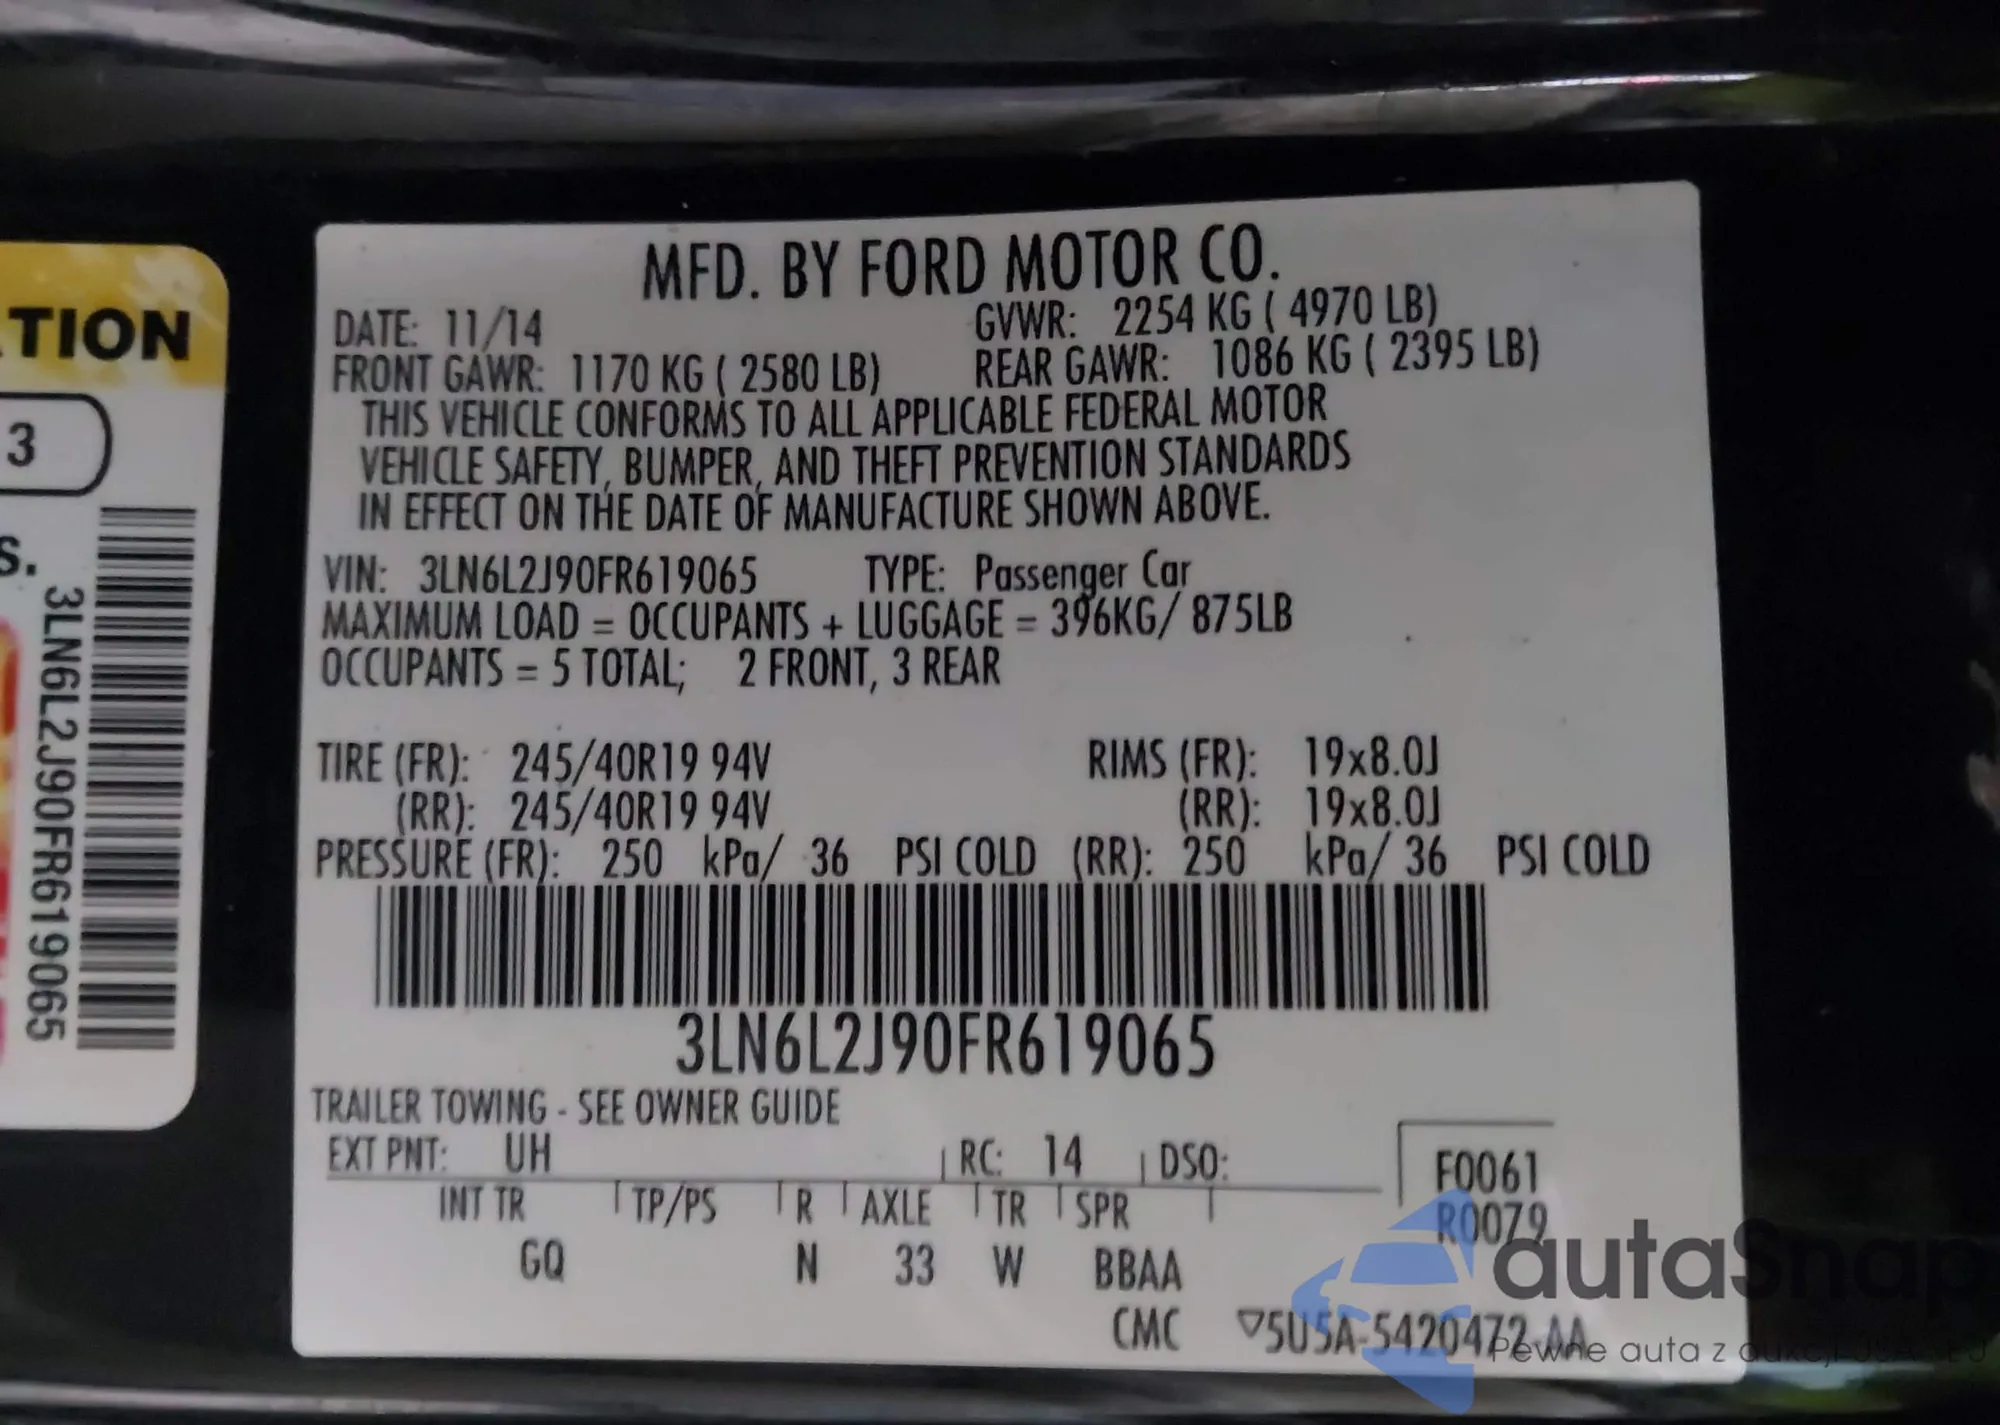 TION
3
S.
3LN6L2J90FR619065
MFD. BY FORD MOTOR CO.
DATE: 11/14 GVWR: 2254 KG ( 4970 LB)
FRONT GAWR: 1170 KG ( 2580 LB) REAR GAWR: 1086 KG ( 2395 LB)
THIS VEHICLE CONFORMS TO ALL APPLICABLE FEDERAL MOTOR
VEHICLE SAFETY, BUMPER, AND THEFT PREVENTION STANDARDS
IN EFFECT ON THE DATE OF MANUFACTURE SHOWN ABOVE.
VIN: 3LN6L2J90FR619065 TYPE: Passenger Car
MAXIMUM LOAD = OCCUPANTS + LUGGAGE = 396KG/ 875LB
OCCUPANTS = 5 TOTAL; 2 FRONT, 3 REAR
TIRE (FR): 245/40R19 94V RIMS (FR): 19x8.0J
(RR): 245/40R19 94V (RR): 19x8.0J
PRESSURE (FR): 250 kPa/ 36 PSI COLD (RR): 250 kPa/ 36 PSI COLD
3LN6L2J90FR619065
TRAILER TOWING - SEE OWNER GUIDE
EXT PNT: UH RC: 14 DSO: F0061
R0079
INT TR TP/PS R AXLE TR SPR
GQ N 33 W BBAA
CMC ▽5U5A-5420472-AA
autaSnap
Pewne auta z aukcji